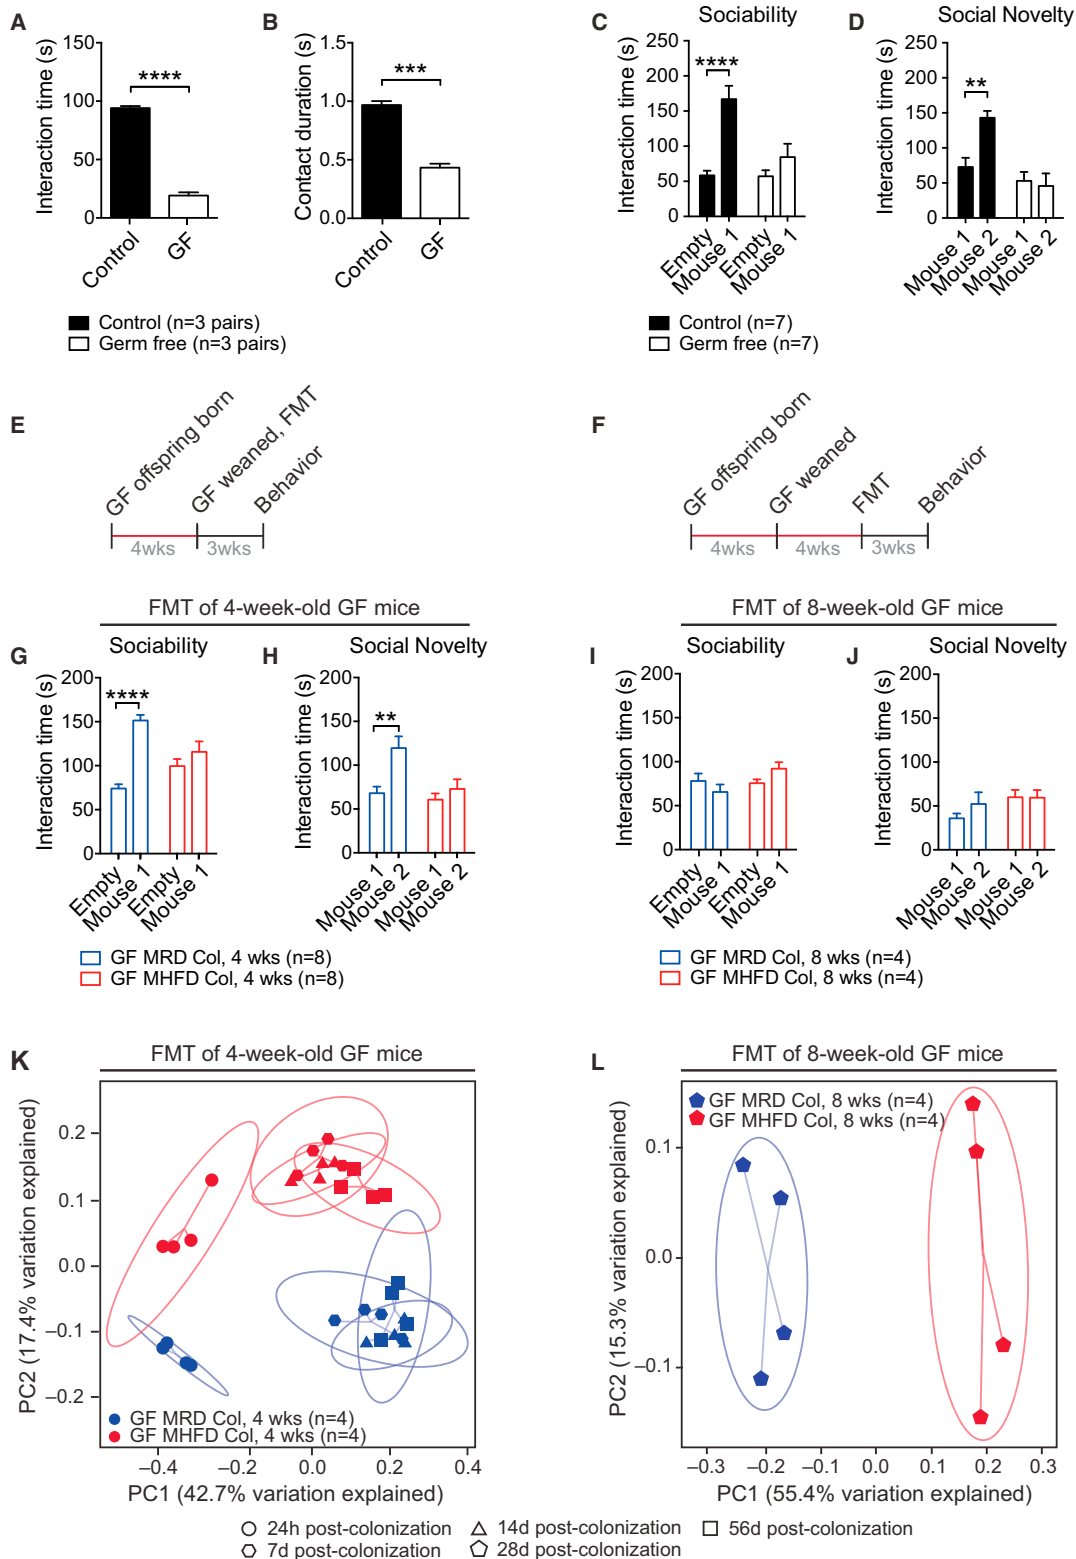 A
Interaction time (s)
150
100
50
0
****
Control
GF
B
Contact duration (s)
1.5
1.0
0.5
0.0
***
Control
GF
Control (n=3 pairs)
Germ free (n=3 pairs)
C
Sociability
Interaction time (s)
250
200
150
100
50
0
****
Empty
Mouse 1
Empty
Mouse 1
D
Social Novelty
Interaction time (s)
250
200
150
100
50
0
**
Mouse 1
Mouse 2
Mouse 1
Mouse 2
Control (n=7)
Germ free (n=7)
E
GF offspring born
GF weaned, FMT
Behavior
4wks
3wks
F
GF offspring born
GF weaned
FMT
Behavior
4wks
4wks
3wks
FMT of 4-week-old GF mice
G
Sociability
Interaction time (s)
200
150
100
50
0
****
Empty
Mouse 1
Empty
Mouse 1
H
Social Novelty
Interaction time (s)
200
150
100
50
0
**
Mouse 1
Mouse 2
Mouse 1
Mouse 2
GF MRD Col, 4 wks (n=8)
GF MHFD Col, 4 wks (n=8)
FMT of 8-week-old GF mice
I
Sociability
Interaction time (s)
200
150
100
50
0
Empty
Mouse 1
Empty
Mouse 1
J
Social Novelty
Interaction time (s)
200
150
100
50
0
Mouse 1
Mouse 2
Mouse 1
Mouse 2
GF MRD Col, 8 wks (n=4)
GF MHFD Col, 8 wks (n=4)
K
FMT of 4-week-old GF mice
PC2 (17.4% variation explained)
0.2
0.1
0.0
−0.1
−0.2
GF MRD Col, 4 wks (n=4)
GF MHFD Col, 4 wks (n=4)
−0.4
−0.2
0.0
0.2
0.4
PC1 (42.7% variation explained)
L
FMT of 8-week-old GF mice
GF MRD Col, 8 wks (n=4)
GF MHFD Col, 8 wks (n=4)
PC2 (15.3% variation explained)
0.1
0.0
−0.1
−0.3
−0.2
−0.1
0.0
0.1
0.2
0.3
PC1 (55.4% variation explained)
24h post-colonization
14d post-colonization
56d post-colonization
7d post-colonization
28d post-colonization